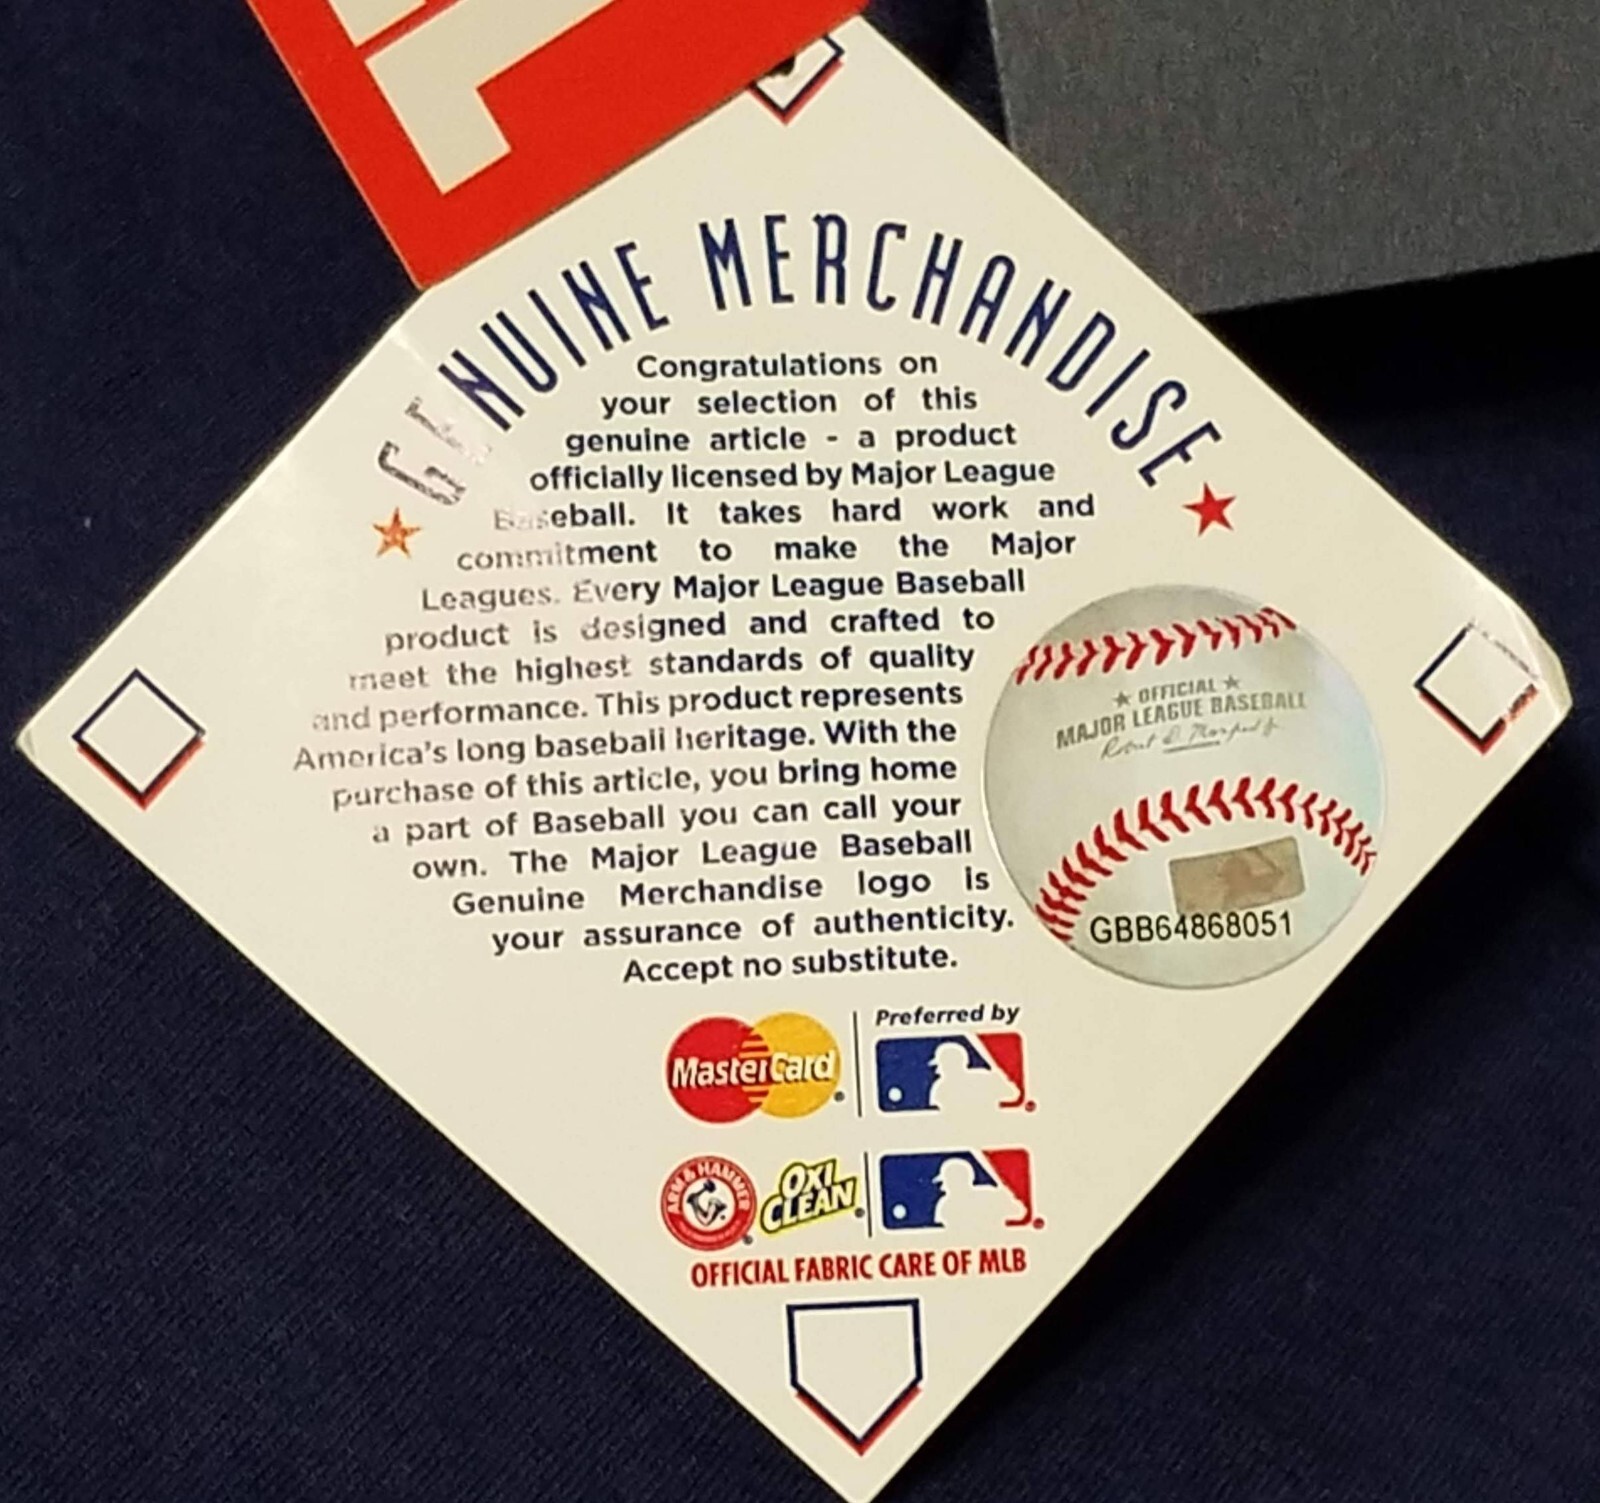 GENUINE MERCHANDISE
Congratulations on
your selection of this
genuine article - a product
officially licensed by Major League
Baseball. It takes hard work and
commitment to make the Major
Leagues. Every Major League Baseball
product is designed and crafted to
meet the highest standards of quality
and performance. This product represents
America's long baseball heritage. With the
purchase of this article, you bring home
a part of Baseball you can call your
own. The Major League Baseball
Genuine Merchandise logo is
your assurance of authenticity.
Accept no substitute.
★ OFFICIAL ★
MAJOR LEAGUE BASEBALL
Robert D. Manfred Jr.
GBB64868051
MasterCard
Preferred by
ARM & HAMMER
OXI
CLEAN
OFFICIAL FABRIC CARE OF MLB